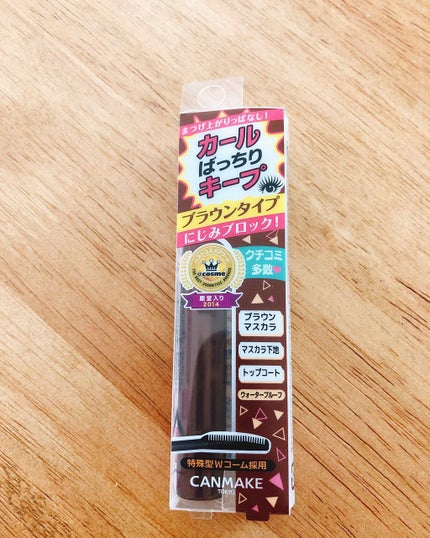 まつげ上がりっぱなし!
カール
ばっちり
キープ
ブラウンタイプ
にじみブロック!
クチコミ
多数
@cosme
殿堂入り
2014
ブラウン
マスカラ
マスカラ下地
トップコート
ウォータープルーフ
特殊型Wコーム採用
CANMAKE
TOKYO